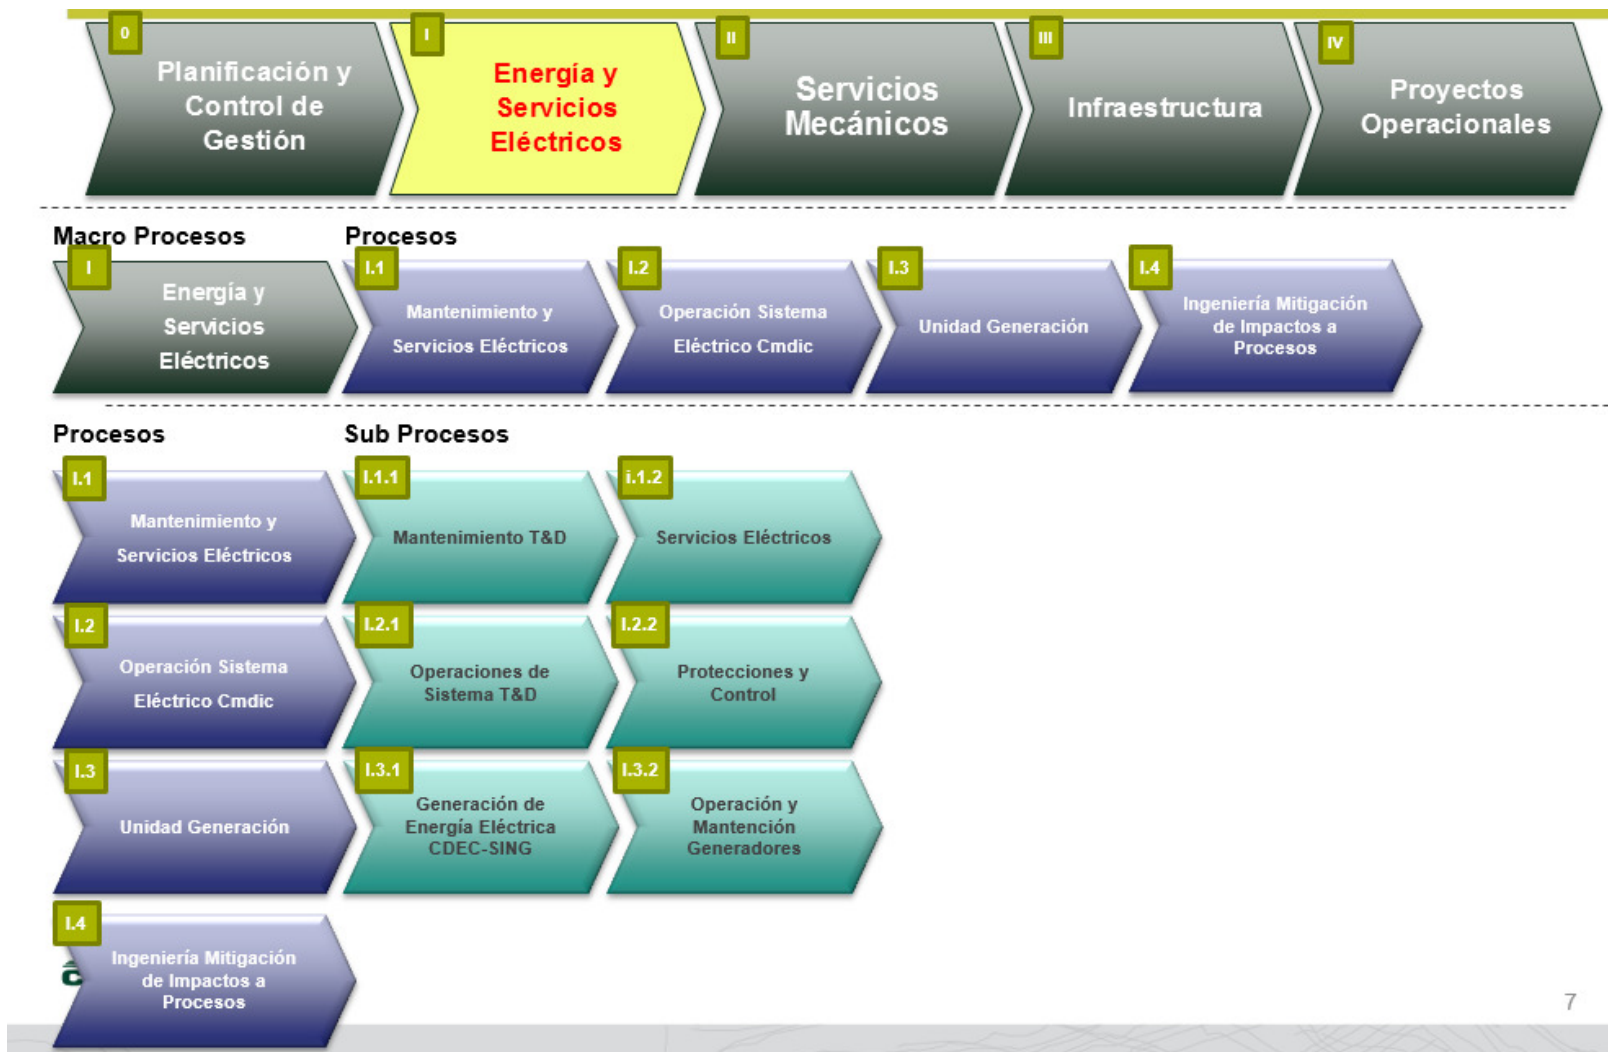 0
Planificación y
Control de
Gestión
I
Energía y
Servicios
Eléctricos
II
Servicios
Mecánicos
III
Infraestructura
IV
Proyectos
Operacionales
Macro Procesos
Procesos
I
Energía y
Servicios
Eléctricos
I.1
Mantenimiento y
Servicios Eléctricos
I.2
Operación Sistema
Eléctrico Cmdic
I.3
Unidad Generación
I.4
Ingeniería Mitigación
de Impactos a
Procesos
Procesos
Sub Procesos
I.1
Mantenimiento y
Servicios Eléctricos
I.1.1
Mantenimiento T&D
i.1.2
Servicios Eléctricos
I.2
Operación Sistema
Eléctrico Cmdic
I.2.1
Operaciones de
Sistema T&D
I.2.2
Protecciones y
Control
I.3
Unidad Generación
I.3.1
Generación de
Energía Eléctrica
CDEC-SING
I.3.2
Operación y
Mantención
Generadores
I.4
Ingeniería Mitigación
de Impactos a
Procesos
7